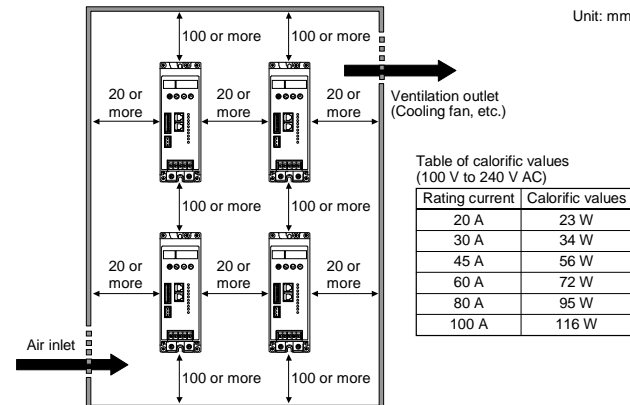 Unit: mm
100 or more
100 or more
20 or
more
20 or
more
20 or
more
Ventilation outlet
(Cooling fan, etc.)
100 or more
100 or more
Table of calorific values
(100 V to 240 V AC)
Rating current Calorific values
20 A 23 W
30 A 34 W
45 A 56 W
60 A 72 W
80 A 95 W
100 A 116 W
20 or
more
20 or
more
20 or
more
Air inlet
100 or more
100 or more